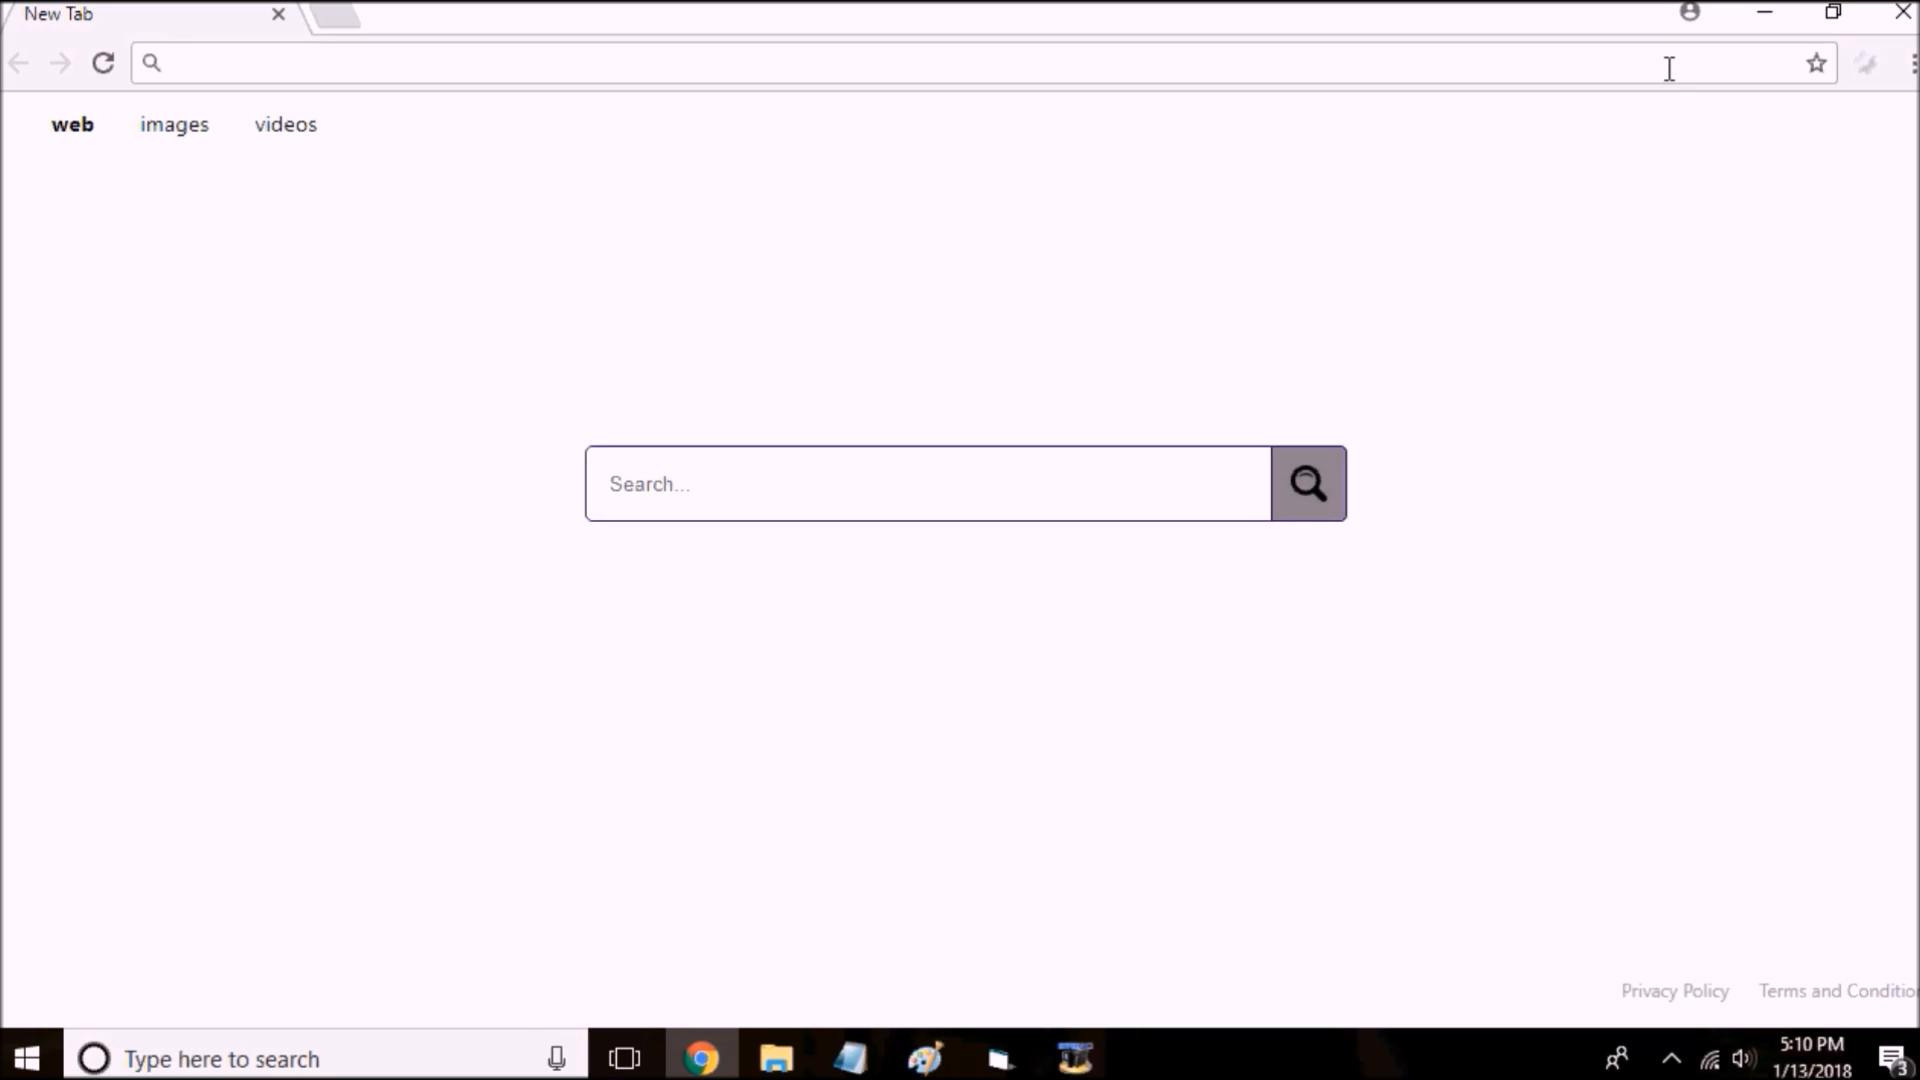 New Tab
web images videos
Search...
Privacy Policy Terms and Conditio
Type here to search
5:10 PM
1/13/2018
3